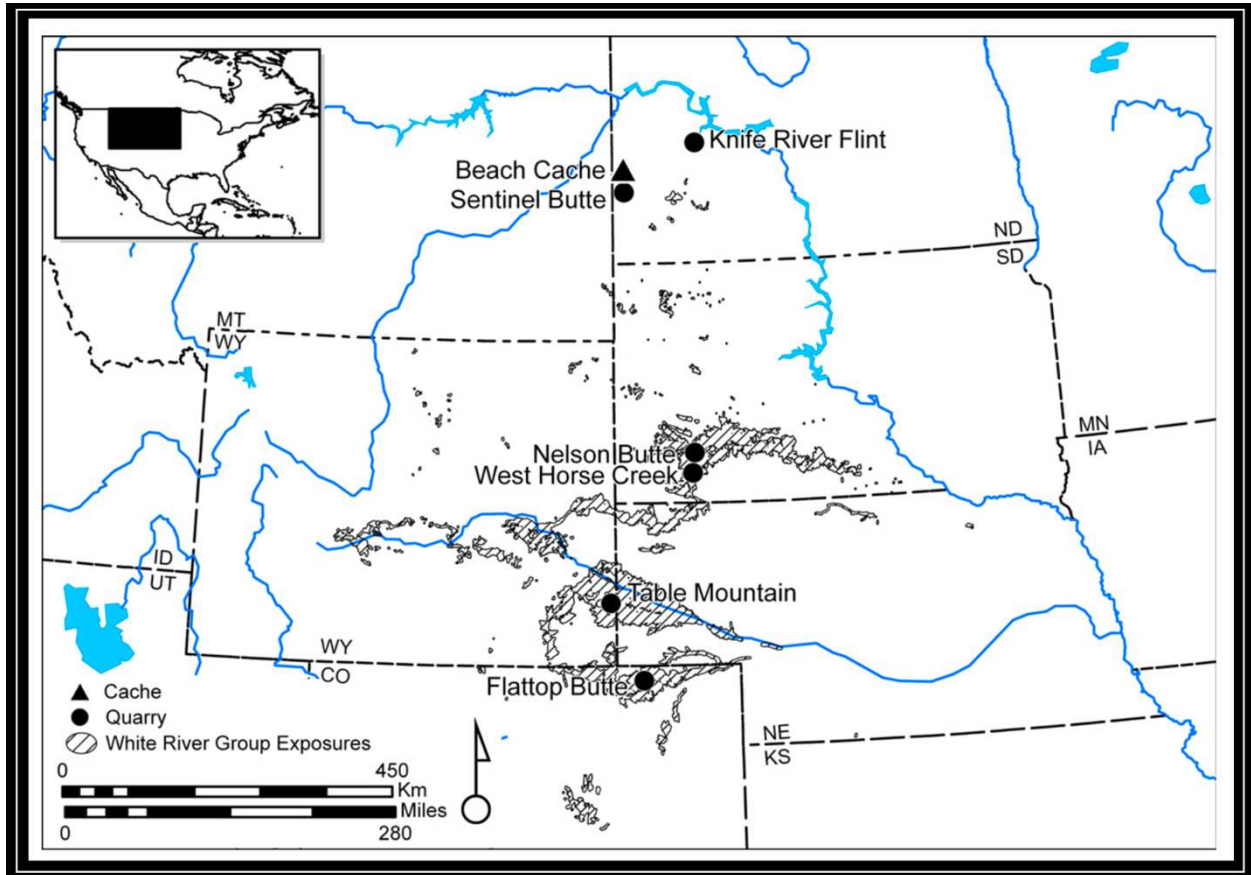 Knife River Flint
Beach Cache
Sentinel Butte
ND
SD
MT
WY
MN
IA
Nelson Butte
West Horse Creek
ID
UT
Table Mountain
WY
CO
Flattop Butte
Cache
Quarry
White River Group Exposures
NE
KS
0 450
Km
Miles
0 280